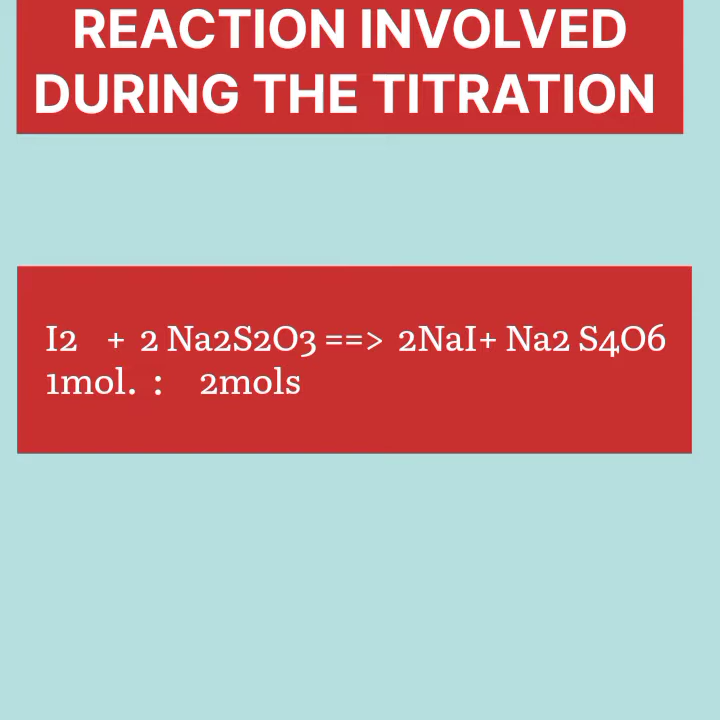 REACTION INVOLVED
DURING THE TITRATION
I2 + 2 Na2S2O3 ==> 2NaI+ Na2 S4O6
1mol. : 2mols